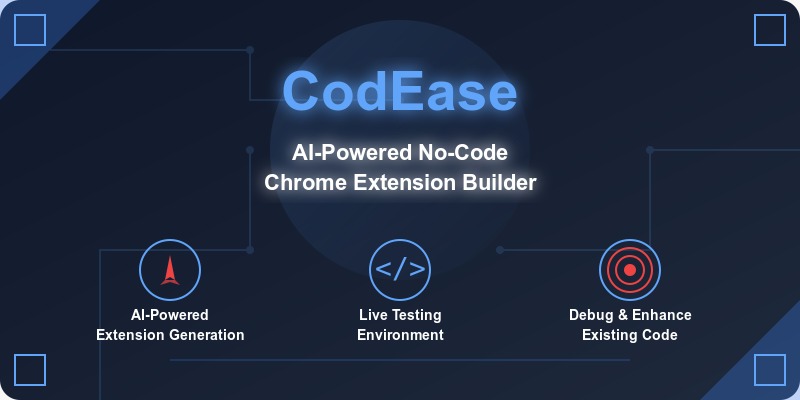 CodEase
AI-Powered No-Code
Chrome Extension Builder
</>
AI-Powered
Extension Generation
Live Testing
Environment
Debug & Enhance
Existing Code